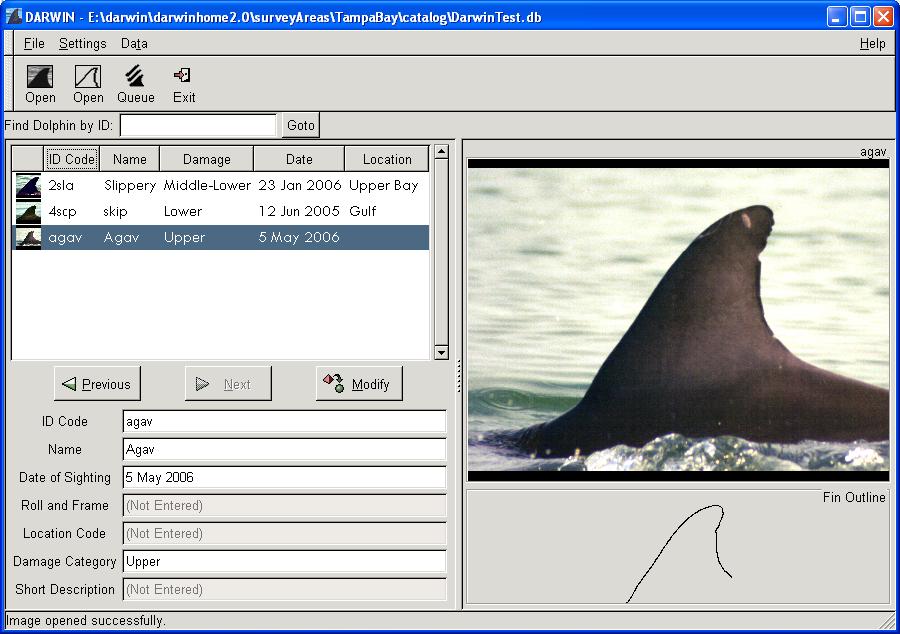 DARWIN - E:\darwin\darwinhome2.0\surveyAreas\TampaBay\catalog\DarwinTest.db
File Settings Data Help
Open Open Queue Exit
Find Dolphin by ID: Goto
ID Code Name Damage Date Location
2sla Slippery Middle-Lower 23 Jan 2006 Upper Bay
4scp skip Lower 12 Jun 2005 Gulf
agav Agav Upper 5 May 2006
Previous Next Modify
ID Code agav
Name Agav
Date of Sighting 5 May 2006
Roll and Frame (Not Entered)
Location Code (Not Entered)
Damage Category Upper
Short Description (Not Entered)
agav
Fin Outline
Image opened successfully.